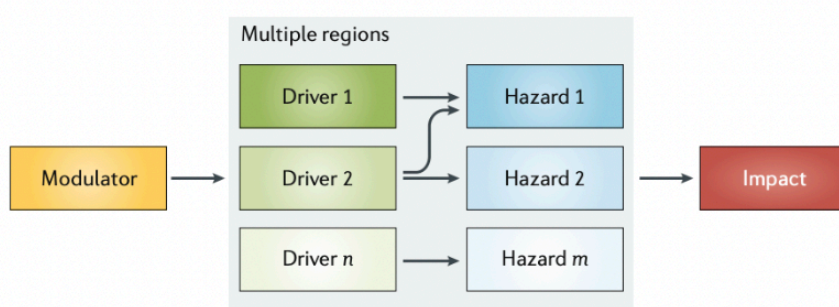 Multiple regions
Driver 1
Hazard 1
Modulator
Driver 2
Hazard 2
Impact
Driver n
Hazard m